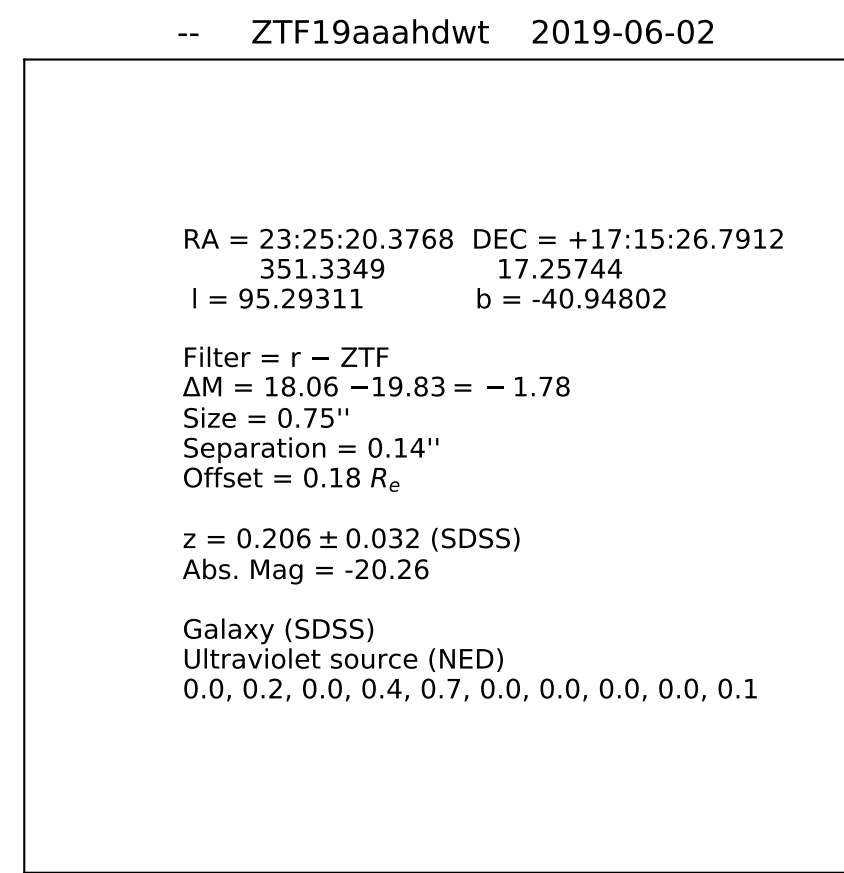 -- ZTF19aaahdwt 2019-06-02
RA = 23:25:20.3768 DEC = +17:15:26.7912
351.3349 17.25744
l = 95.29311 b = -40.94802
Filter = r − ZTF
ΔM = 18.06 −19.83 = − 1.78
Size = 0.75''
Separation = 0.14''
Offset = 0.18 Rₑ
z = 0.206 ± 0.032 (SDSS)
Abs. Mag = -20.26
Galaxy (SDSS)
Ultraviolet source (NED)
0.0, 0.2, 0.0, 0.4, 0.7, 0.0, 0.0, 0.0, 0.0, 0.1